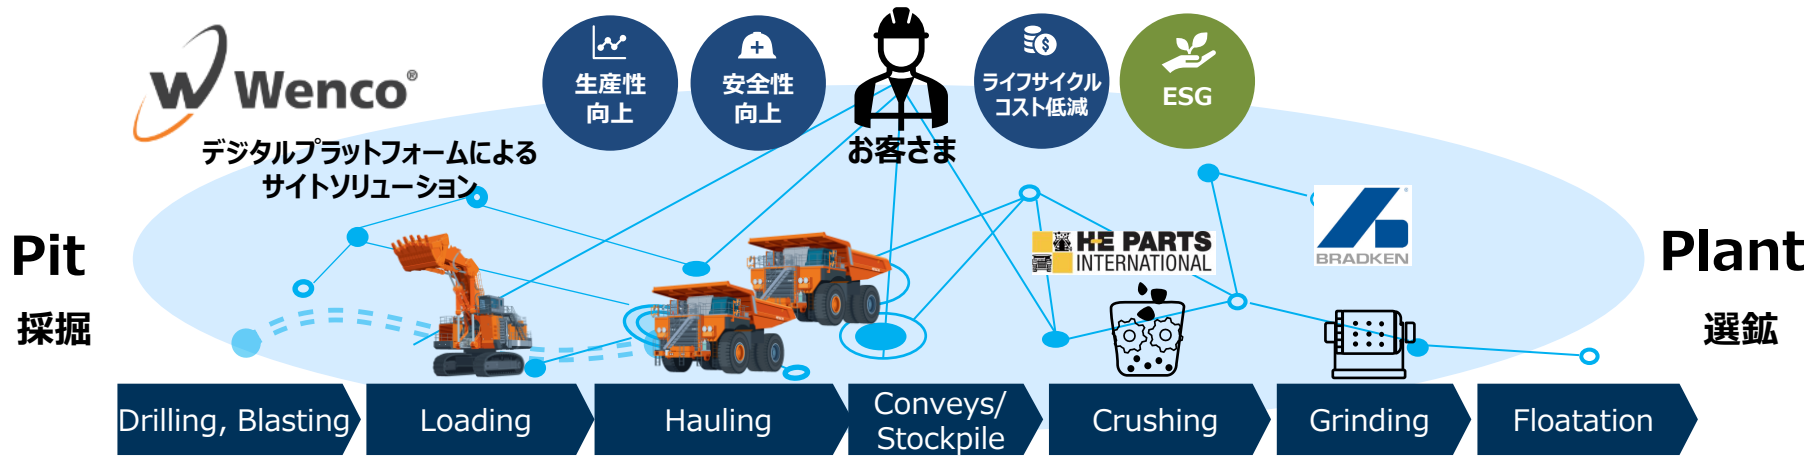 Wenco®
デジタルプラットフォームによる
サイトソリューション
生産性
向上
安全性
向上
お客さま
ライフサイクル
コスト低減
ESG
Pit
採掘
H-E PARTS
INTERNATIONAL
BRADKEN
Plant
選鉱
Drilling, Blasting
Loading
Hauling
Conveys/
Stockpile
Crushing
Grinding
Floatation